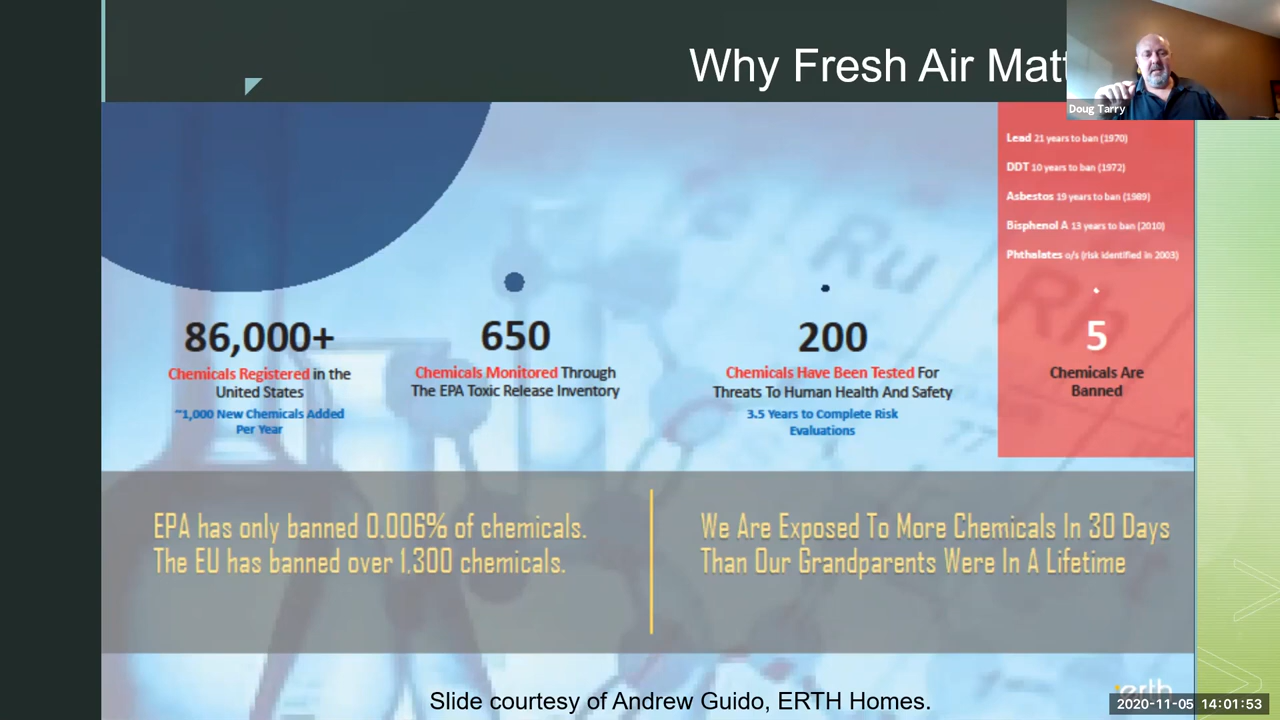 Why Fresh Air Matt
Doug Tarry
Lead 21 years to ban (1970)
DDT 10 years to ban (1972)
Asbestos 19 years to ban (1989)
Bisphenol A 13 years to ban (2010)
Phthalates o/s (risk identified in 2003)
86,000+
Chemicals Registered in the
United States
~1,000 New Chemicals Added
Per Year
650
Chemicals Monitored Through
The EPA Toxic Release Inventory
200
Chemicals Have Been Tested For
Threats To Human Health And Safety
3.5 Years to Complete Risk
Evaluations
5
Chemicals Are
Banned
Ru
Rh
EPA has only banned 0.006% of chemicals.
The EU has banned over 1,300 chemicals.
We Are Exposed To More Chemicals In 30 Days
Than Our Grandparents Were In A Lifetime
Slide courtesy of Andrew Guido, ERTH Homes.
erth
2020-11-05 14:01:53